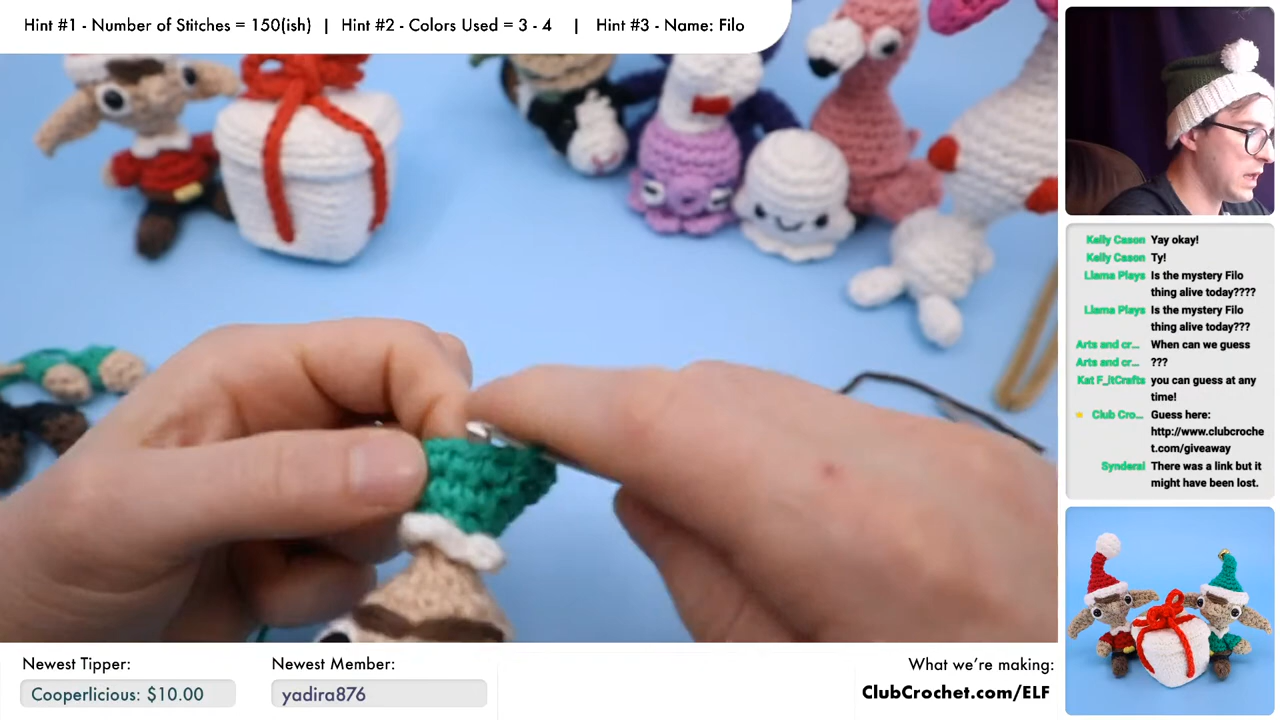 Hint #1 - Number of Stitches = 150(ish) | Hint #2 - Colors Used = 3 - 4 | Hint #3 - Name: Filo
Kelly Cason Yay okay!
Kelly Cason Ty!
Llama Plays Is the mystery Filo
thing alive today????
Llama Plays Is the mystery Filo
thing alive today???
Arts and cr... When can we guess
Arts and cr... ???
Kat F_itCrafts you can guess at any
time!
Club Cro... Guess here:
http://www.clubcroche
t.com/giveaway
Synderai There was a link but it
might have been lost.
Newest Tipper:
Cooperlicious: $10.00
Newest Member:
yadira876
What we're making:
ClubCrochet.com/ELF